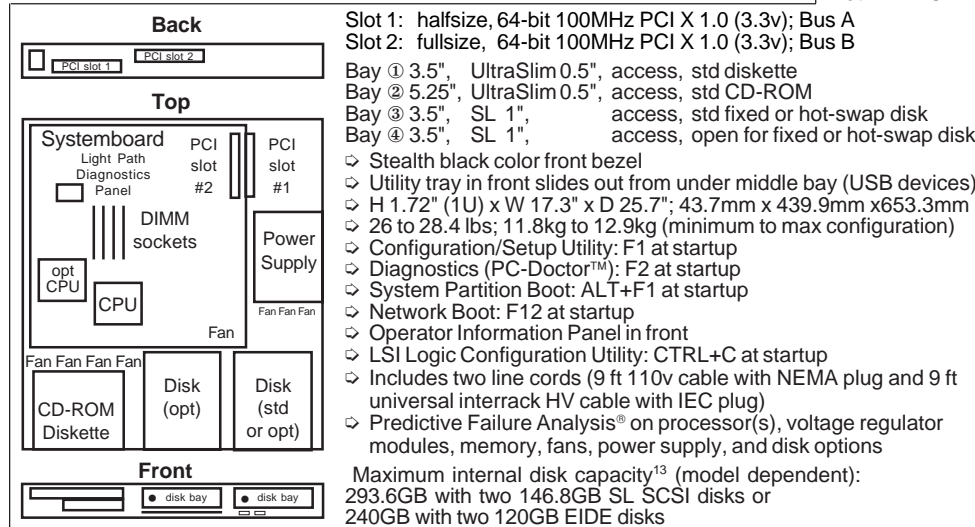 Back
PCI slot 1
PCI slot 2
Top
Systemboard
Light Path
Diagnostics
Panel
PCI
slot
#2
PCI
slot
#1
DIMM
sockets
opt
CPU
CPU
Power
Supply
Fan Fan Fan
Fan
Fan Fan Fan Fan
CD-ROM
Diskette
Disk
(opt)
Disk
(std
or opt)
Front
disk bay
disk bay
Slot 1: halfsize, 64-bit 100MHz PCI X 1.0 (3.3v); Bus A
Slot 2: fullsize, 64-bit 100MHz PCI X 1.0 (3.3v); Bus B
Bay ① 3.5", UltraSlim 0.5", access, std diskette
Bay ② 5.25", UltraSlim 0.5", access, std CD-ROM
Bay ③ 3.5", SL 1", access, std fixed or hot-swap disk
Bay ④ 3.5", SL 1", access, open for fixed or hot-swap disk
➭ Stealth black color front bezel
➭ Utility tray in front slides out from under middle bay (USB devices)
➭ H 1.72" (1U) x W 17.3" x D 25.7"; 43.7mm x 439.9mm x653.3mm
➭ 26 to 28.4 lbs; 11.8kg to 12.9kg (minimum to max configuration)
➭ Configuration/Setup Utility: F1 at startup
➭ Diagnostics (PC-Doctor™): F2 at startup
➭ System Partition Boot: ALT+F1 at startup
➭ Network Boot: F12 at startup
➭ Operator Information Panel in front
➭ LSI Logic Configuration Utility: CTRL+C at startup
➭ Includes two line cords (9 ft 110v cable with NEMA plug and 9 ft
universal interrack HV cable with IEC plug)
➭ Predictive Failure Analysis® on processor(s), voltage regulator
modules, memory, fans, power supply, and disk options
Maximum internal disk capacity¹³ (model dependent):
293.6GB with two 146.8GB SL SCSI disks or
240GB with two 120GB EIDE disks